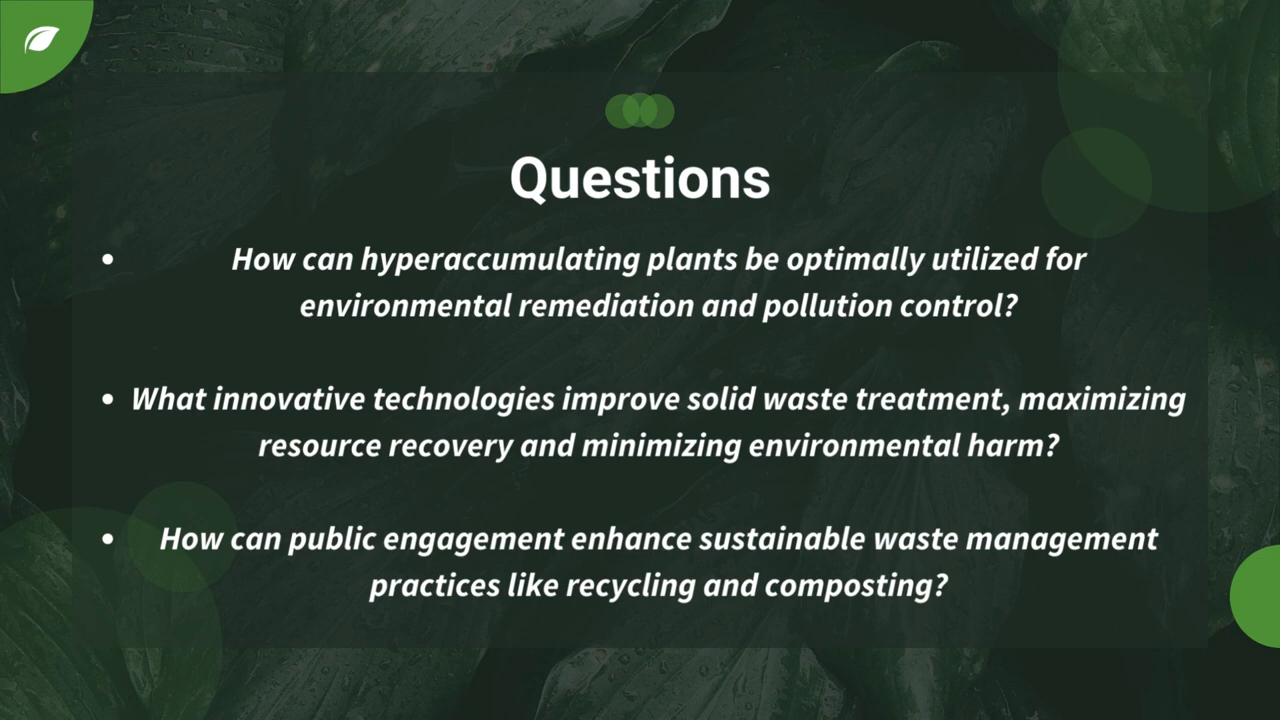 Questions
• How can hyperaccumulating plants be optimally utilized for
environmental remediation and pollution control?
• What innovative technologies improve solid waste treatment, maximizing
resource recovery and minimizing environmental harm?
• How can public engagement enhance sustainable waste management
practices like recycling and composting?